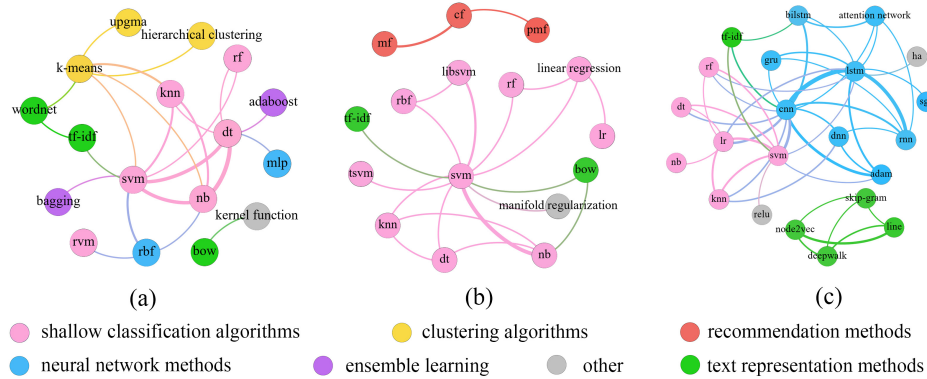 upgma
hierarchical clustering
rf
k-means
knn
adaboost
wordnet
tf-idf
dt
mlp
svm
bagging
nb
kernel function
rvm
rbf
bow
(a)
cf
mf
pmf
libsvm
linear regression
rf
rbf
tf-idf
lr
tsvm
svm
bow
manifold regularization
knn
dt
nb
(b)
bilstm
attention network
tf-idf
ha
gru
rf
lstm
sg
dt
cnn
lr
dnn
rnn
nb
svm
adam
knn
relu
skip-gram
node2vec
line
deepwalk
(c)
shallow classification algorithms
clustering algorithms
recommendation methods
neural network methods
ensemble learning
other
text representation methods